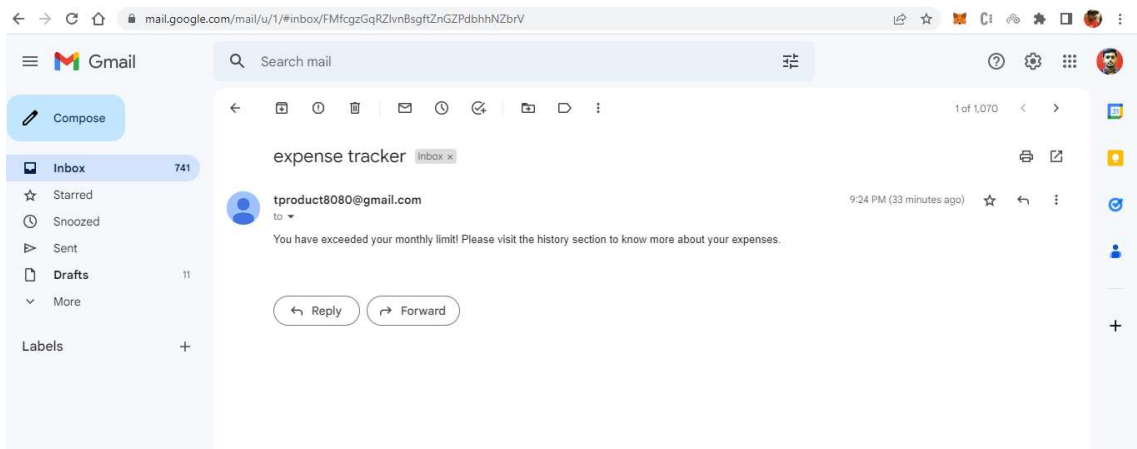 mail.google.com/mail/u/1/#inbox/FMfcgzGqRZlvnBsgftZnGZPdbhhNZbrV
Gmail
Search mail
Compose
1 of 1,070
31
expense tracker Inbox x
Inbox 741
Starred
tproduct8080@gmail.com 9:24 PM (33 minutes ago)
to
Snoozed
You have exceeded your monthly limit! Please visit the history section to know more about your expenses.
Sent
Drafts 11
More
Reply Forward
Labels +